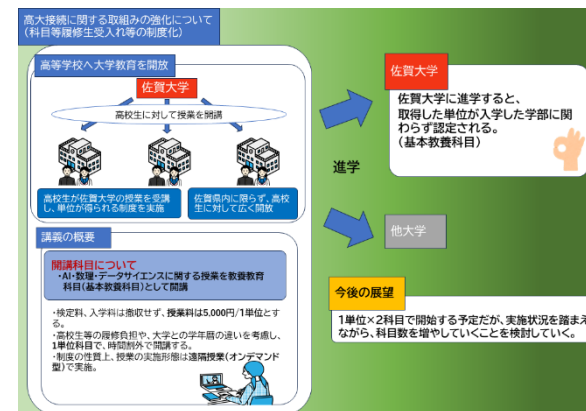 高大接続に関する取組みの強化について
(科目等履修生受入れ等の制度化)
高等学校へ大学教育を開放
佐賀大学
高校生に対して授業を開講
高校生が佐賀大学の授業を受講
し、単位が得られる制度を実施
佐賀県内に限らず、高校
生に対して広く開放
講義の概要
開講科目について
・AI・数理・データサイエンスに関する授業を教養教育
科目(基本教養科目)として開講
・検定料、入学料は徴収せず、授業料は5,000円/1単位とす
る。
・高校生等の履修負担や、大学との学年暦の違いを考慮し、
1単位科目で、時間割外で開講する。
・制度の性質上、授業の実施形態は遠隔授業(オンデマンド
型)で実施。
進学
佐賀大学
佐賀大学に進学すると、
取得した単位が入学した学部に関
わらず認定される。
(基本教養科目)
他大学
今後の展望
1単位×2科目で開始する予定だが、実施状況を踏まえ
ながら、科目数を増やしていくことを検討していく。